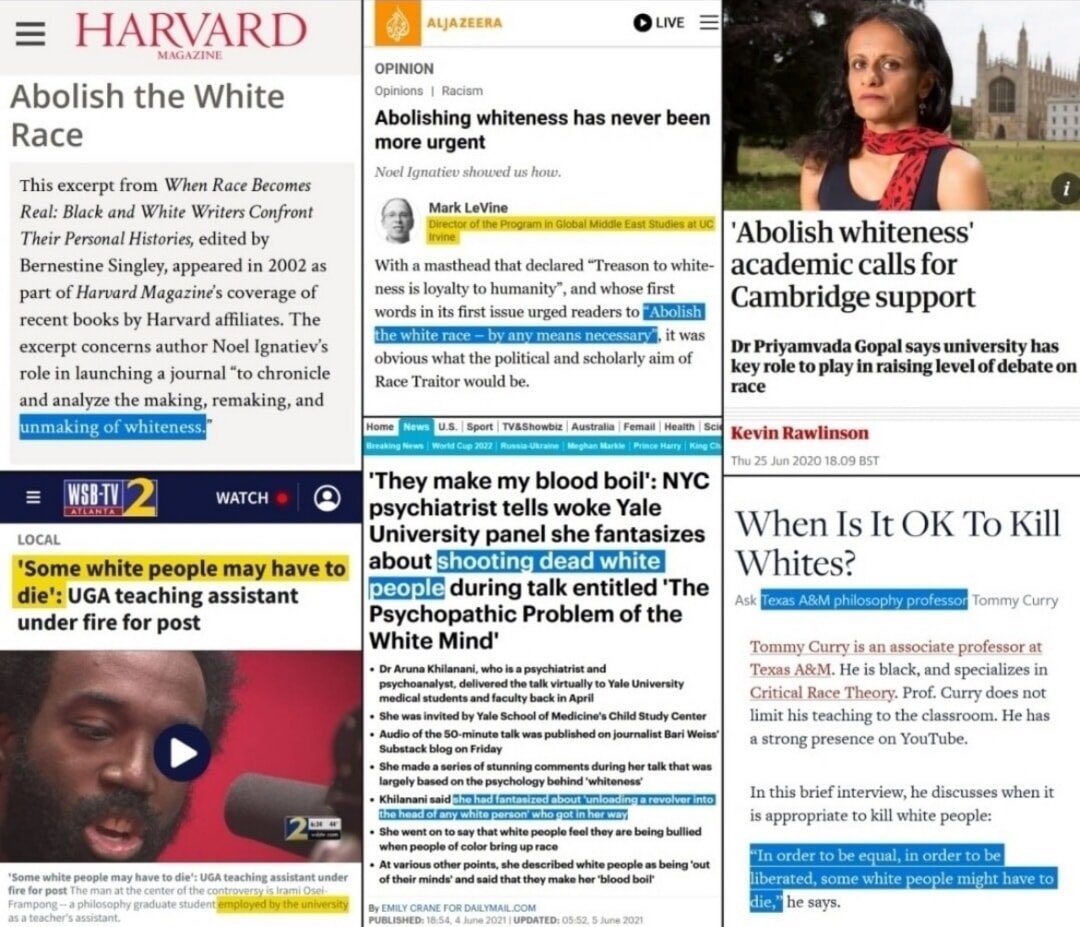 HARVARD
MAGAZINE
Abolish the White
Race
This excerpt from When Race Becomes
Real: Black and White Writers Confront
Their Personal Histories, edited by
Bernestine Singley, appeared in 2002 as
part of Harvard Magazine's coverage of
recent books by Harvard affiliates. The
excerpt concerns author Noel Ignatiev's
role in launching a journal “to chronicle
and analyze the making, remaking, and
unmaking of whiteness.”
WSB-TV 2
ATLANTA
WATCH
LOCAL
'Some white people may have to
die': UGA teaching assistant
under fire for post
2
'Some white people may have to die': UGA teaching assistant under
fire for post The man at the center of the controversy is Irami Osei-
Frampong -- a philosophy graduate student employed by the university
as a teacher's assistant.
ALJAZEERA
LIVE
OPINION
Opinions | Racism
Abolishing whiteness has never been
more urgent
Noel Ignatiev showed us how.
Mark LeVine
Director of the Program in Global Middle East Studies at UC
Irvine
With a masthead that declared “Treason to white-
ness is loyalty to humanity”, and whose first
words in its first issue urged readers to “Abolish
the white race – by any means necessary”, it was
obvious what the political and scholarly aim of
Race Traitor would be.
Home News U.S. Sport TV&Showbiz Australia Femail Health Scie
Breaking News World Cup 2022 Russia-Ukraine Meghan Markle Prince Harry King Ch
'They make my blood boil': NYC
psychiatrist tells woke Yale
University panel she fantasizes
about shooting dead white
people during talk entitled 'The
Psychopathic Problem of the
White Mind'
• Dr Aruna Khilanani, who is a psychiatrist and
psychoanalyst, delivered the talk virtually to Yale University
medical students and faculty back in April
• She was invited by Yale School of Medicine's Child Study Center
• Audio of the 50-minute talk was published on journalist Bari Weiss'
Substack blog on Friday
• She made a series of stunning comments during her talk that was
largely based on the psychology behind 'whiteness'
• Khilanani said she had fantasized about 'unloading a revolver into
the head of any white person' who got in her way
• She went on to say that white people feel they are being bullied
when people of color bring up race
• At various other points, she described white people as being 'out
of their minds' and said that they make her 'blood boil'
By EMILY CRANE FOR DAILYMAIL.COM
PUBLISHED: 18:54, 4 June 2021 | UPDATED: 05:52, 5 June 2021
i
'Abolish whiteness'
academic calls for
Cambridge support
Dr Priyamvada Gopal says university has
key role to play in raising level of debate on
race
Kevin Rawlinson
Thu 25 Jun 2020 18.09 BST
When Is It OK To Kill
Whites?
Ask Texas A&M philosophy professor Tommy Curry
Tommy Curry is an associate professor at
Texas A&M. He is black, and specializes in
Critical Race Theory. Prof. Curry does not
limit his teaching to the classroom. He has
a strong presence on YouTube.
In this brief interview, he discusses when it
is appropriate to kill white people:
“In order to be equal, in order to be
liberated, some white people might have to
die,” he says.